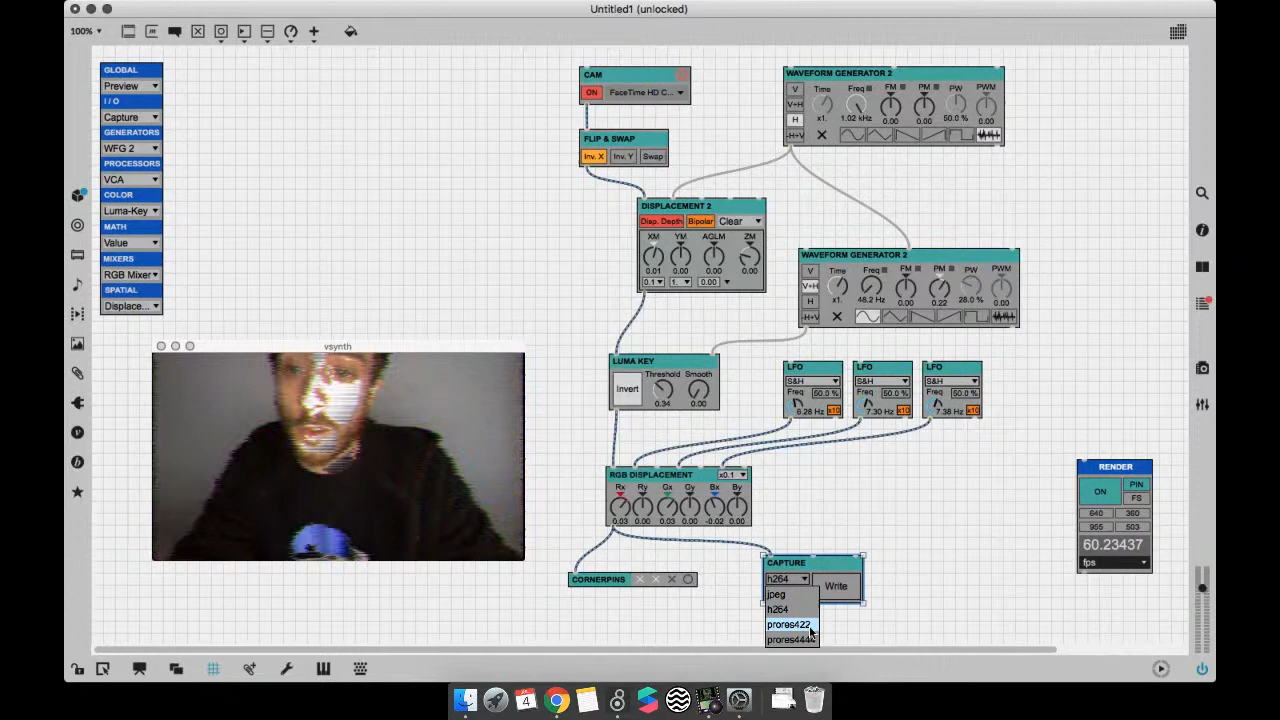 Untitled1 (unlocked)
100%
GLOBAL
Preview
I / O
Capture
GENERATORS
WFG 2
PROCESSORS
VCA
COLOR
Luma-Key
MATH
Value
MIXERS
RGB Mixer
SPATIAL
Displace...
CAM
ON FaceTime HD C...
FLIP & SWAP
Inv. X Inv. Y Swap
WAVEFORM GENERATOR 2
V Time Freq FM PM PW PWM
V+H
H x1. 1.02 kHz 0.00 0.00 50.0 % 0.00
-H+V
DISPLACEMENT 2
Disp. Depth Bipolar Clear
XM YM AGLM ZM
0.01 0.00 0.00 0.00
0.1 1. 0.00
WAVEFORM GENERATOR 2
V Time Freq FM PM PW PWM
V+H
H x1. 48.2 Hz 0.00 0.22 28.0 % 0.00
-H+V
vsynth
LUMA KEY
Threshold Smooth
Invert
0.34 0.00
LFO LFO LFO
S&H S&H S&H
Freq 50.0 % Freq 50.0 % Freq 50.0 %
6.28 Hz x10 7.30 Hz x10 7.38 Hz x10
RGB DISPLACEMENT x0.1
Rx Ry Gx Gy Bx By
0.03 0.00 0.03 0.00 -0.02 0.00
RENDER
ON PIN
FS
640 360
955 503
60.23437
fps
CORNERPINS
CAPTURE
h264 Write
jpeg
h264
prores422
prores4444
4